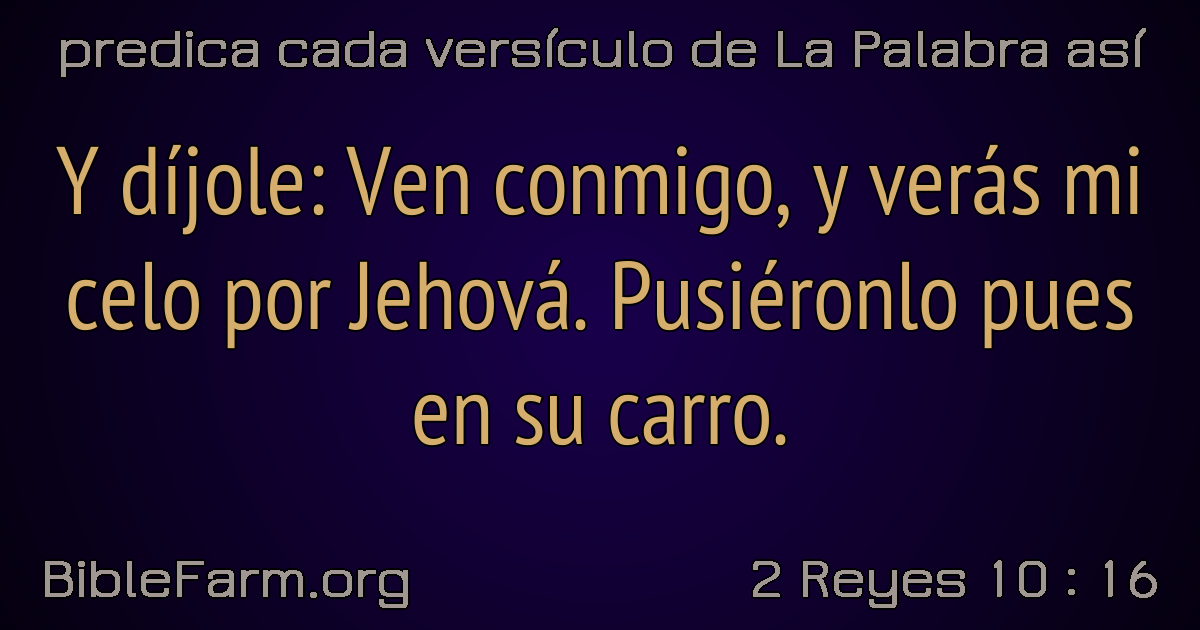 predica cada versículo de La Palabra así
Y díjole: Ven conmigo, y verás mi
celo por Jehová. Pusiéronlo pues
en su carro.
BibleFarm.org
2 Reyes 10 : 16